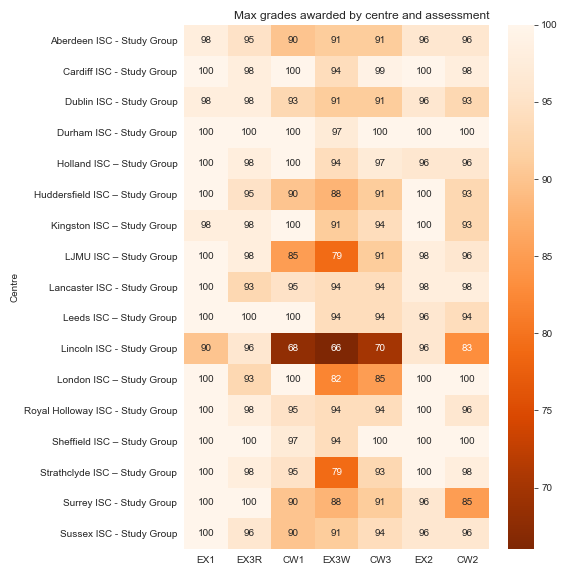 Max grades awarded by centre and assessment
Centre
Aberdeen ISC - Study Group 98 95 90 91 91 96 96
Cardiff ISC - Study Group 100 98 100 94 99 100 98
Dublin ISC - Study Group 98 98 93 91 91 96 93
Durham ISC - Study Group 100 100 100 97 100 100 100
Holland ISC – Study Group 100 98 100 94 97 96 96
Huddersfield ISC – Study Group 100 95 90 88 91 100 93
Kingston ISC – Study Group 98 98 100 91 94 100 93
LJMU ISC – Study Group 100 98 85 79 91 98 96
Lancaster ISC - Study Group 100 93 95 94 94 98 98
Leeds ISC – Study Group 100 100 100 94 94 96 94
Lincoln ISC - Study Group 90 96 68 66 70 96 83
London ISC – Study Group 100 93 100 82 85 100 100
Royal Holloway ISC - Study Group 100 98 95 94 94 100 96
Sheffield ISC – Study Group 100 100 97 94 100 100 100
Strathclyde ISC – Study Group 100 98 95 79 93 100 98
Surrey ISC - Study Group 100 100 90 88 91 96 85
Sussex ISC - Study Group 100 96 90 91 94 96 96
EX1 EX3R CW1 EX3W CW3 EX2 CW2
100
95
90
85
80
75
70